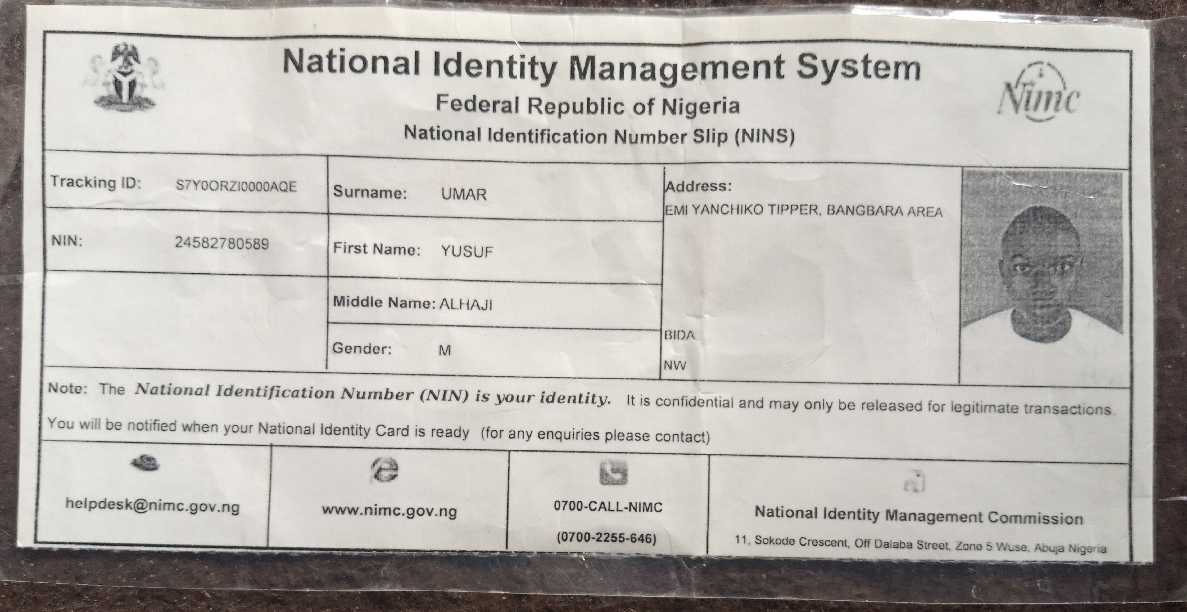 National Identity Management System
Federal Republic of Nigeria
National Identification Number Slip (NINS)
Nimc
Tracking ID: S7Y0ORZI0000AQE
Surname: UMAR
Address:
EMI YANCHIKO TIPPER, BANGBARA AREA
NIN: 24582780589
First Name: YUSUF
Middle Name: ALHAJI
Gender: M
BIDA
NW
Note: The National Identification Number (NIN) is your identity. It is confidential and may only be released for legitimate transactions.
You will be notified when your National Identity Card is ready (for any enquiries please contact)
helpdesk@nimc.gov.ng
www.nimc.gov.ng
0700-CALL-NIMC
(0700-2255-646)
National Identity Management Commission
11, Sokode Crescent, Off Dalaba Street, Zone 5 Wuse, Abuja Nigeria